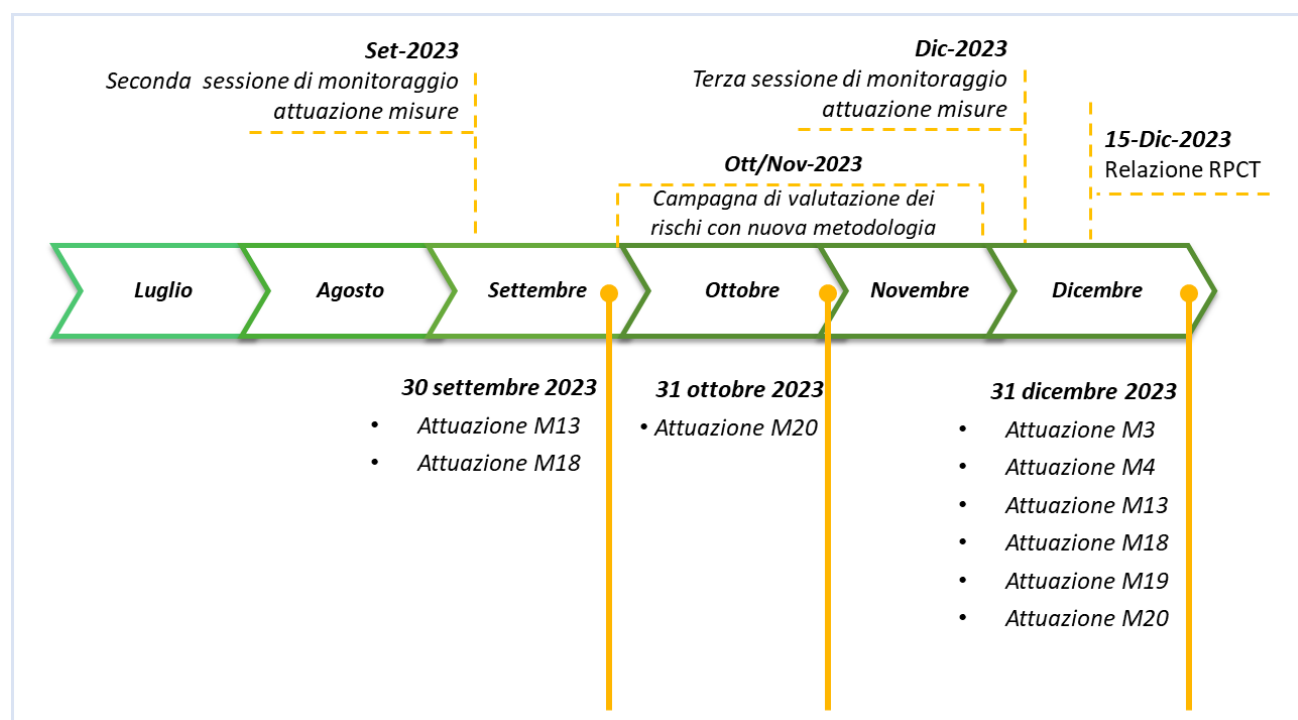 Set-2023
Seconda sessione di monitoraggio
attuazione misure
Dic-2023
Terza sessione di monitoraggio
attuazione misure
15-Dic-2023
Relazione RPCT
Ott/Nov-2023
Campagna di valutazione dei
rischi con nuova metodologia
Luglio
Agosto
Settembre
Ottobre
Novembre
Dicembre
30 settembre 2023
• Attuazione M13
• Attuazione M18
31 ottobre 2023
• Attuazione M20
31 dicembre 2023
• Attuazione M3
• Attuazione M4
• Attuazione M13
• Attuazione M18
• Attuazione M19
• Attuazione M20